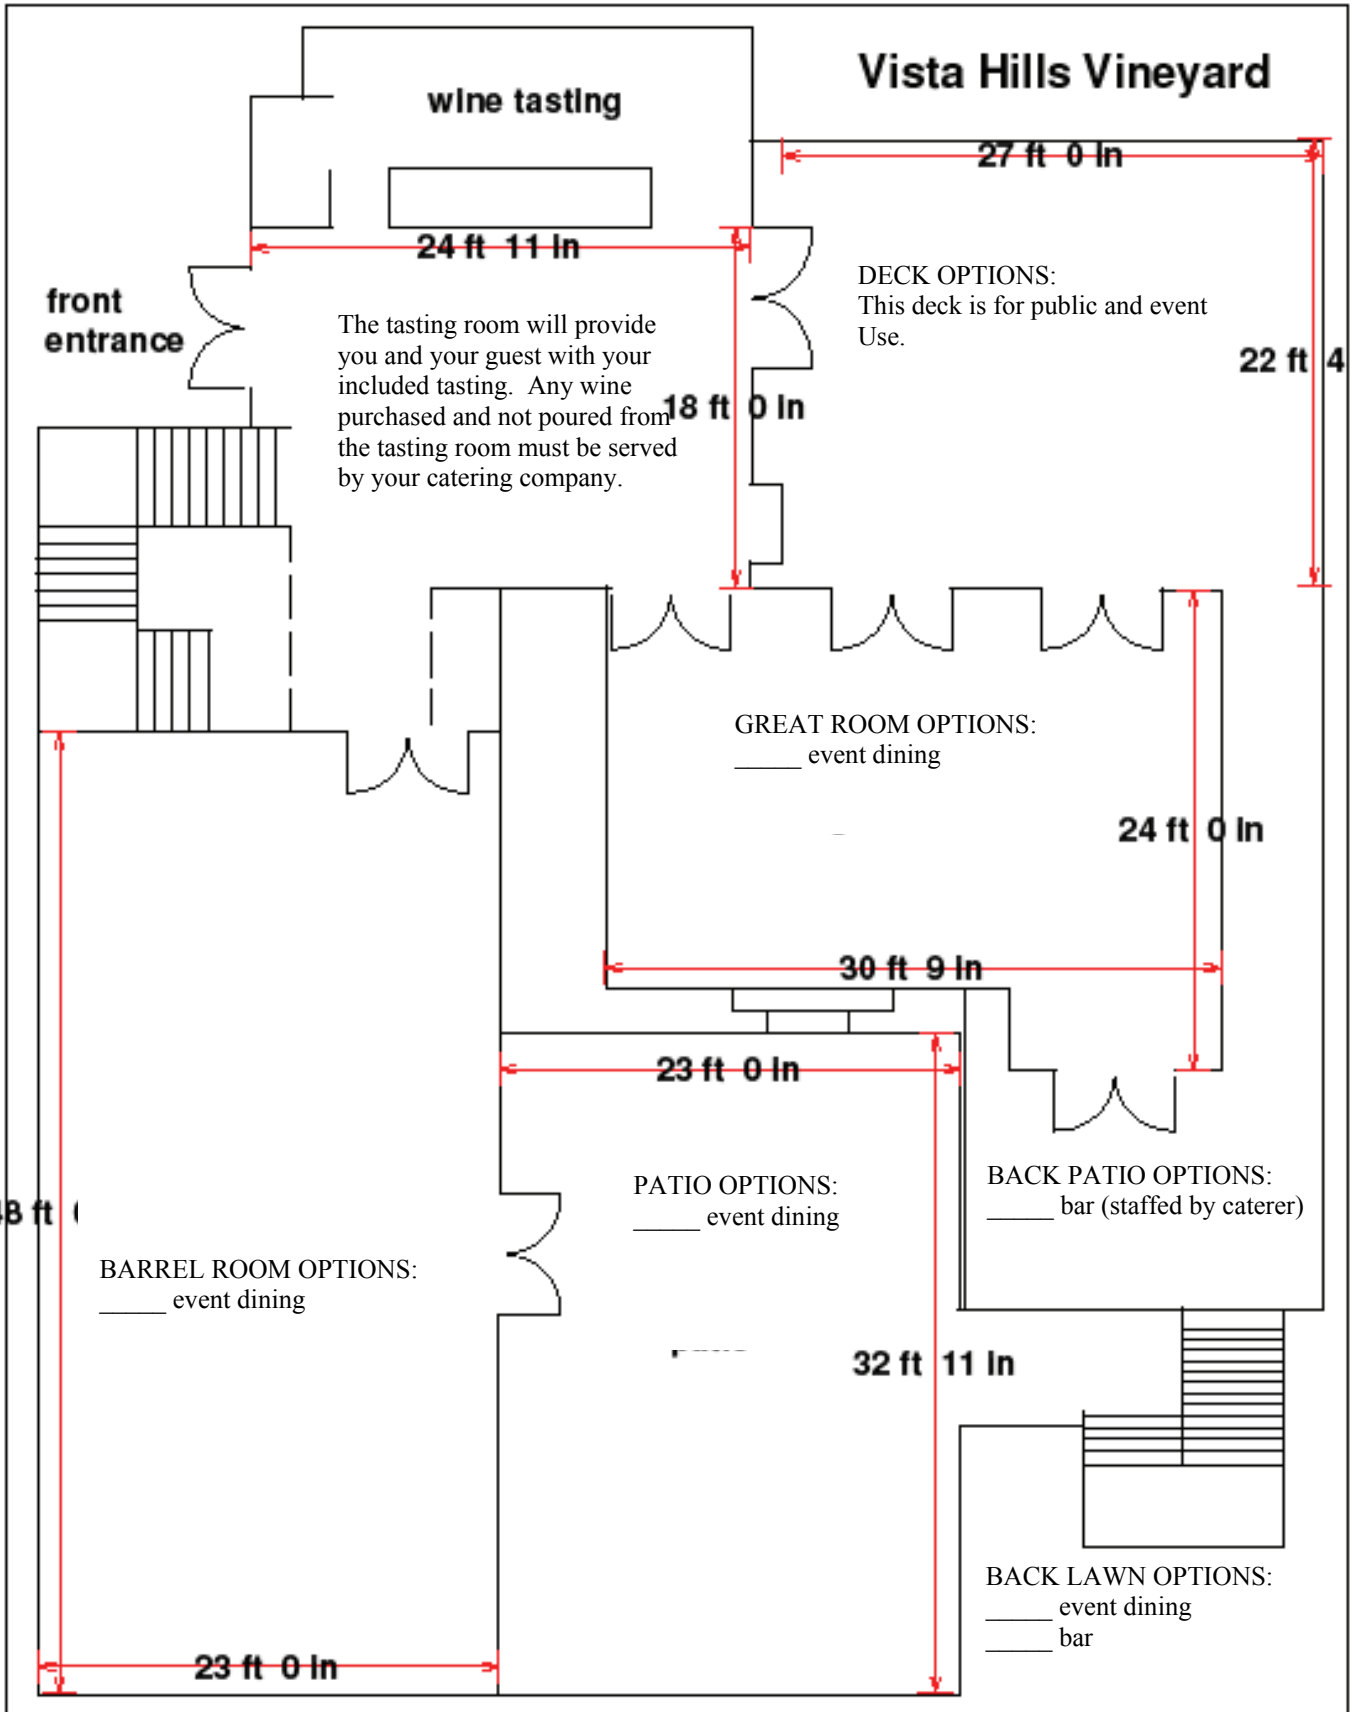 Vista Hills Vineyard
wine tasting
27 ft 0 in
24 ft 11 in
front
entrance
The tasting room will provide
you and your guest with your
included tasting. Any wine
purchased and not poured from
the tasting room must be served
by your catering company.
18 ft 0 in
DECK OPTIONS:
This deck is for public and event
Use.
22 ft 4
GREAT ROOM OPTIONS:
_____ event dining
24 ft 0 in
30 ft 9 in
23 ft 0 in
PATIO OPTIONS:
_____ event dining
BACK PATIO OPTIONS:
_____ bar (staffed by caterer)
8 ft
BARREL ROOM OPTIONS:
_____ event dining
32 ft 11 in
BACK LAWN OPTIONS:
_____ event dining
_____ bar
23 ft 0 in